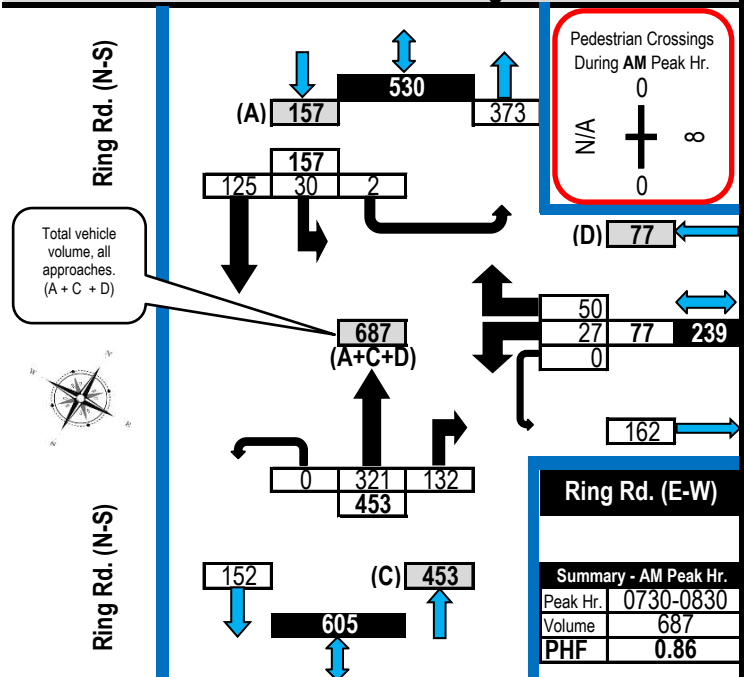 Ring Rd. (N-S)
530
(A) 157
373
157
125 30 2
Pedestrian Crossings
During AM Peak Hr.
0
N/A
8
0
Total vehicle
volume, all
approaches.
(A + C + D)
(D) 77
687
(A+C+D)
50
27 77 239
0
162
N
W
E
S
0 321 132
453
Ring Rd. (N-S)
152
(C) 453
605
Ring Rd. (E-W)
Summary - AM Peak Hr.
Peak Hr. 0730-0830
Volume 687
PHF 0.86